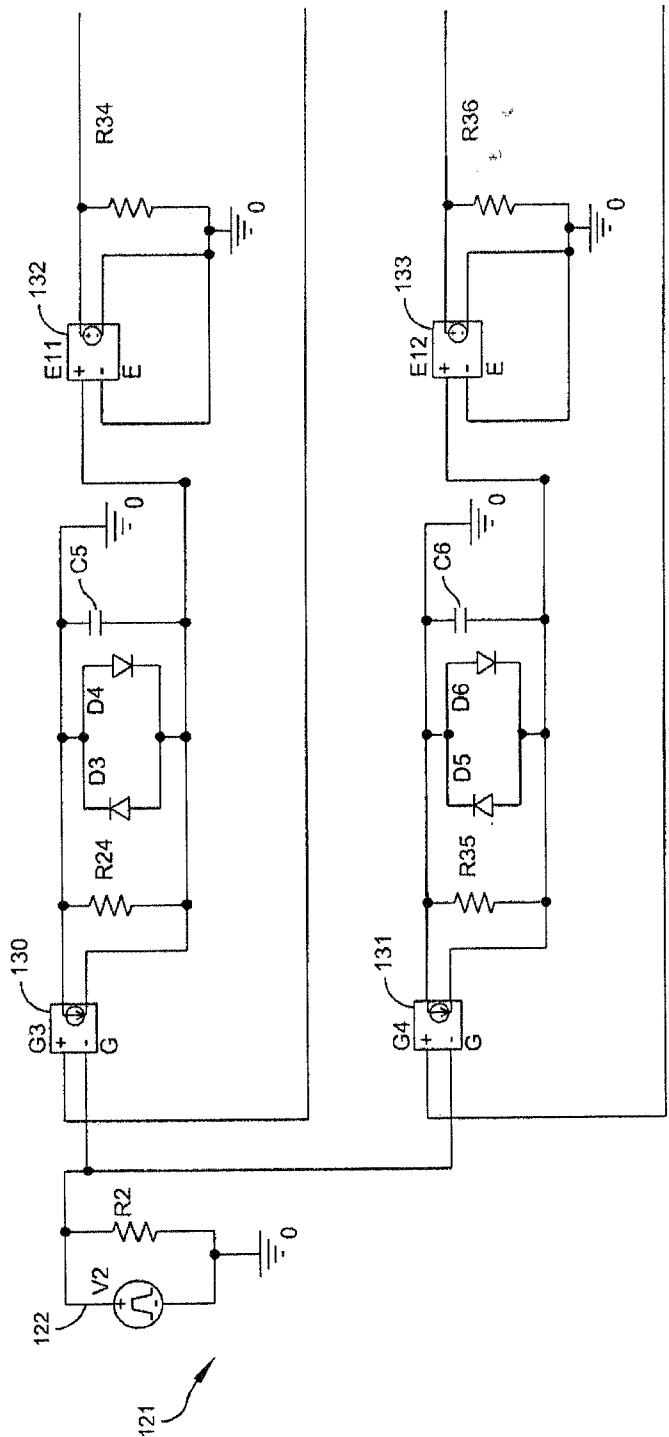 121
122
V2
R2
0
G3
130
+
-
G
R24
D3
D4
C5
0
E11
132
+
-
E
R34
0
G4
131
+
-
G
R35
D5
D6
C6
0
E12
133
+
-
E
R36
0